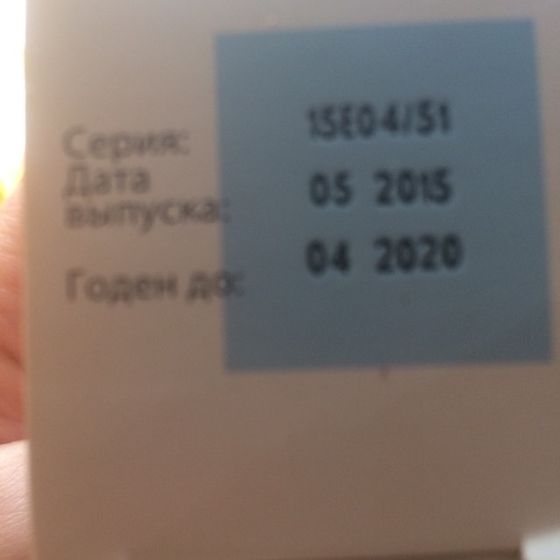 Серия: 15E04/51
Дата
выпуска: 05 2015
Годен до: 04 2020